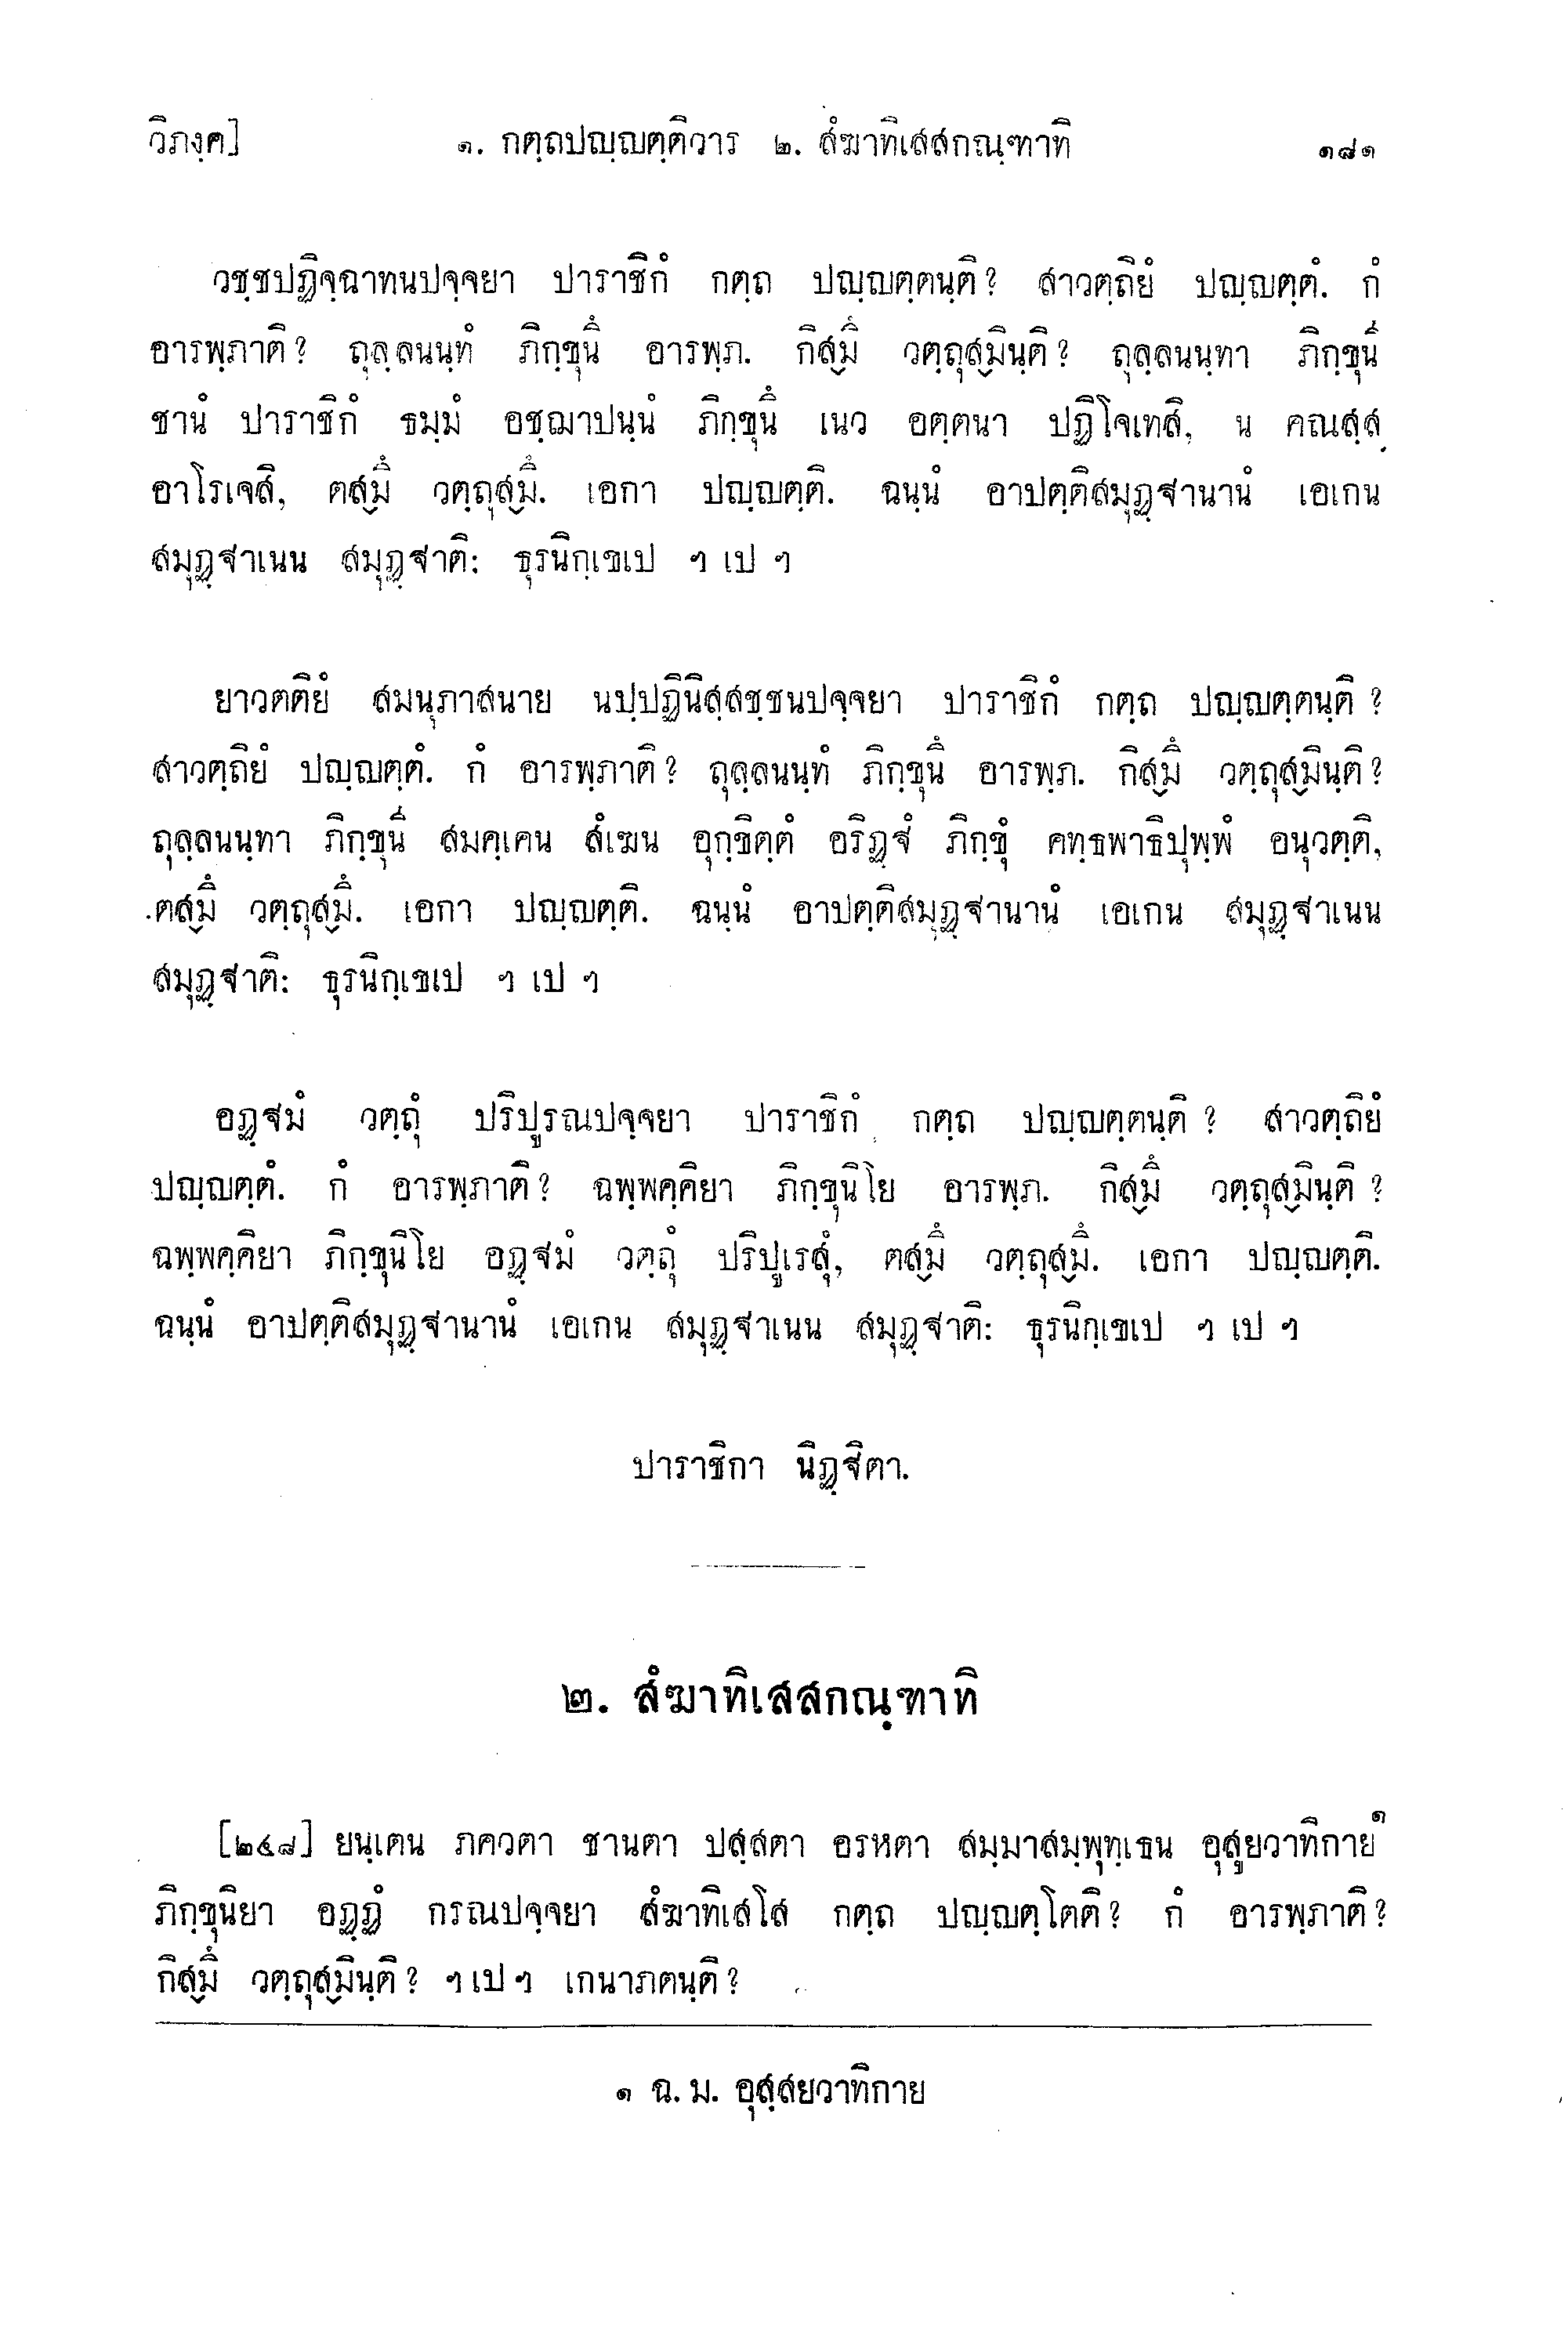 วิภงฺค] ๑. กตฺถปญฺญตฺติวาร ๒. สํฆาทิเสสกณฺฑาทิ ๑๘๑
วชฺชปฏิจฺฉาทนปจฺจยา ปาราชิกํ กตฺถ ปญฺญตฺตนฺติ? สาวตฺถิยํ ปญฺญตฺตํ. กํ
อารพฺภาติ? ถุลฺลนนฺทํ ภิกฺขุนึ อารพฺภ. กิสฺมึ วตฺถุสฺมินฺติ? ถุลฺลนนฺทา ภิกฺขุนี
ชานํ ปาราชิกํ ธมฺมํ อชฺฌาปนฺนํ ภิกฺขุนึ เนว อตฺตนา ปฏิโจเทสิ, น คณสฺส
อาโรเจสิ, ตสฺมึ วตฺถุสฺมึ. เอกา ปญฺญตฺติ. ฉนฺนํ อาปตฺติสมุฏฺฐานานํ เอเกน
สมุฏฺฐาเนน สมุฏฺฐาติ: ธุรนิกฺเขเป ฯ เป ฯ
ยาวตติยํ สมนุภาสนาย นปฺปฏินิสฺสชฺชนปจฺจยา ปาราชิกํ กตฺถ ปญฺญตฺตนฺติ?
สาวตฺถิยํ ปญฺญตฺตํ. กํ อารพฺภาติ? ถุลฺลนนฺทํ ภิกฺขุนึ อารพฺภ. กิสฺมึ วตฺถุสฺมินฺติ?
ถุลฺลนนฺทา ภิกฺขุนี สมคฺเคน สํเฆน อุกฺขิตฺตํ อริฏฺฐํ ภิกฺขุํ คทฺธพาธิปุพฺพํ อนุวตฺติ,
ตสฺมึ วตฺถุสฺมึ. เอกา ปญฺญตฺติ. ฉนฺนํ อาปตฺติสมุฏฺฐานานํ เอเกน สมุฏฺฐาเนน
สมุฏฺฐาติ: ธุรนิกฺเขเป ฯ เป ฯ
อฏฺฐมํ วตฺถุํ ปริปูรณปจฺจยา ปาราชิกํ กตฺถ ปญฺญตฺตนฺติ? สาวตฺถิยํ
ปญฺญตฺตํ. กํ อารพฺภาติ? ฉพฺพคฺคิยา ภิกฺขุนิโย อารพฺภ. กิสฺมึ วตฺถุสฺมินฺติ?
ฉพฺพคฺคิยา ภิกฺขุนิโย อฏฺฐมํ วตฺถุํ ปริปูเรสุํ, ตสฺมึ วตฺถุสฺมึ. เอกา ปญฺญตฺติ.
ฉนฺนํ อาปตฺติสมุฏฺฐานานํ เอเกน สมุฏฺฐาเนน สมุฏฺฐาติ: ธุรนิกฺเขเป ฯ เป ฯ
ปาราชิกา นิฏฺฐิตา.
๒. สํฆาทิเสสกณฺฑาทิ
[๒๔๘] ยนฺเตน ภควตา ชานตา ปสฺสตา อรหตา สมฺมาสมฺพุทฺเธน อุสูยวาทิกาย๑
ภิกฺขุนิยา อฏฺฏํ กรณปจฺจยา สํฆาทิเสโส กตฺถ ปญฺญตฺโตติ? กํ อารพฺภาติ?
กิสฺมึ วตฺถุสฺมินฺติ? ฯ เป ฯ เกนาภตนฺติ?
๑ ฉ. ม. อุสฺสยวาทิกาย